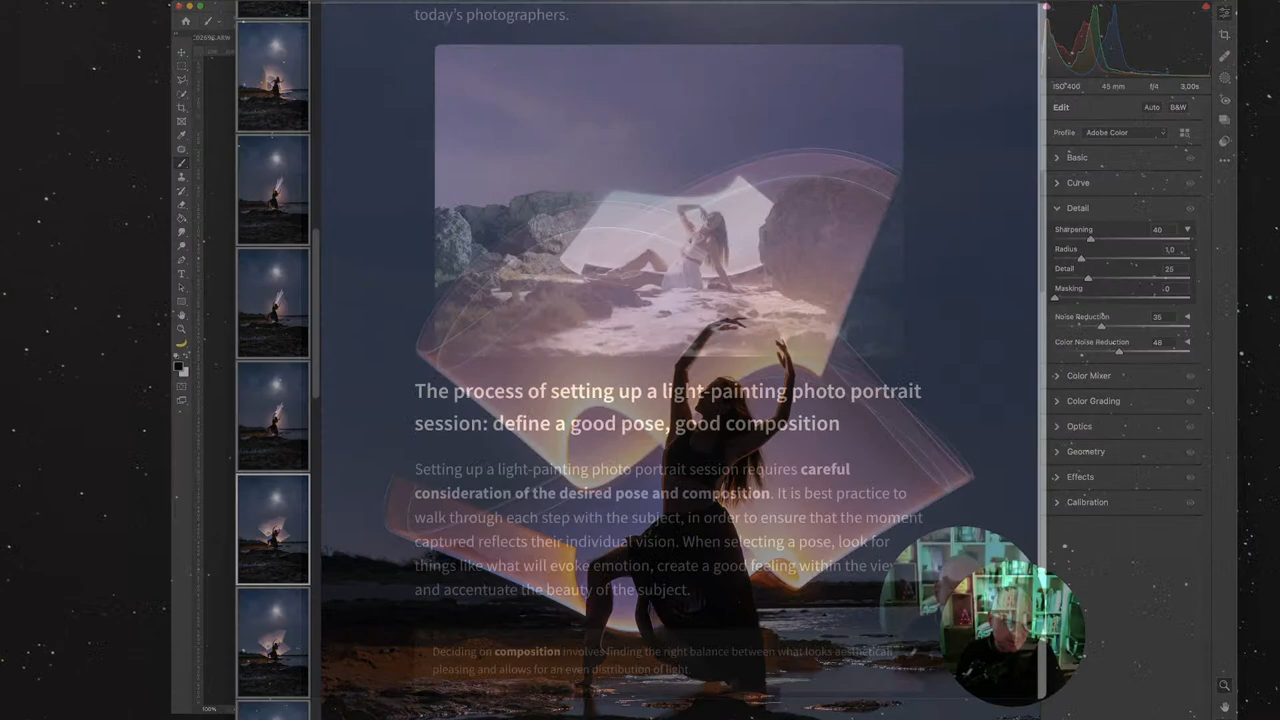 today's photographers.
02698.ARW
ISO 400 45 mm f/4 3,00s
Edit Auto B&W
Profile Adobe Color
Basic
Curve
Detail
Sharpening 40
Radius 1,0
Detail 25
Masking 0
Noise Reduction 35
Color Noise Reduction 48
Color Mixer
Color Grading
Optics
Geometry
Effects
Calibration
The process of setting up a light-painting photo portrait
session: define a good pose, good composition
Setting up a light-painting photo portrait session requires careful
consideration of the desired pose and composition. It is best practice to
walk through each step with the subject, in order to ensure that the moment
captured reflects their individual vision. When selecting a pose, look for
things like what will evoke emotion, create a good feeling within the
and accentuate the beauty of the subject.
Deciding on composition involves finding the right balance between what looks aesthetically
pleasing and allows for an even distribution of light.
100%